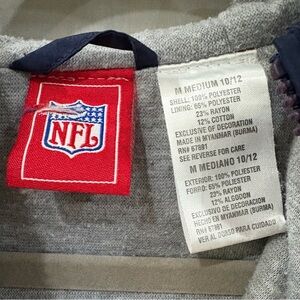 NFL
M MEDIUM 10/12
SHELL: 100% POLYESTER
LINING: 65% POLYESTER
23% RAYON
12% COTTON
EXCLUSIVE OF DECORATION
MADE IN MYANMAR (BURMA)
RN# 67891
SEE REVERSE FOR CARE
M MEDIANO 10/12
EXTERIOR: 100% POLIESTER
FORRO: 65% POLIESTER
23% RAYON
12% ALGODON
EXCLUSIVO DE DECORACION
HECHO EN MYANMAR (BURMA)
RN# 67891
VER AL DORSO PARA CUIDADO